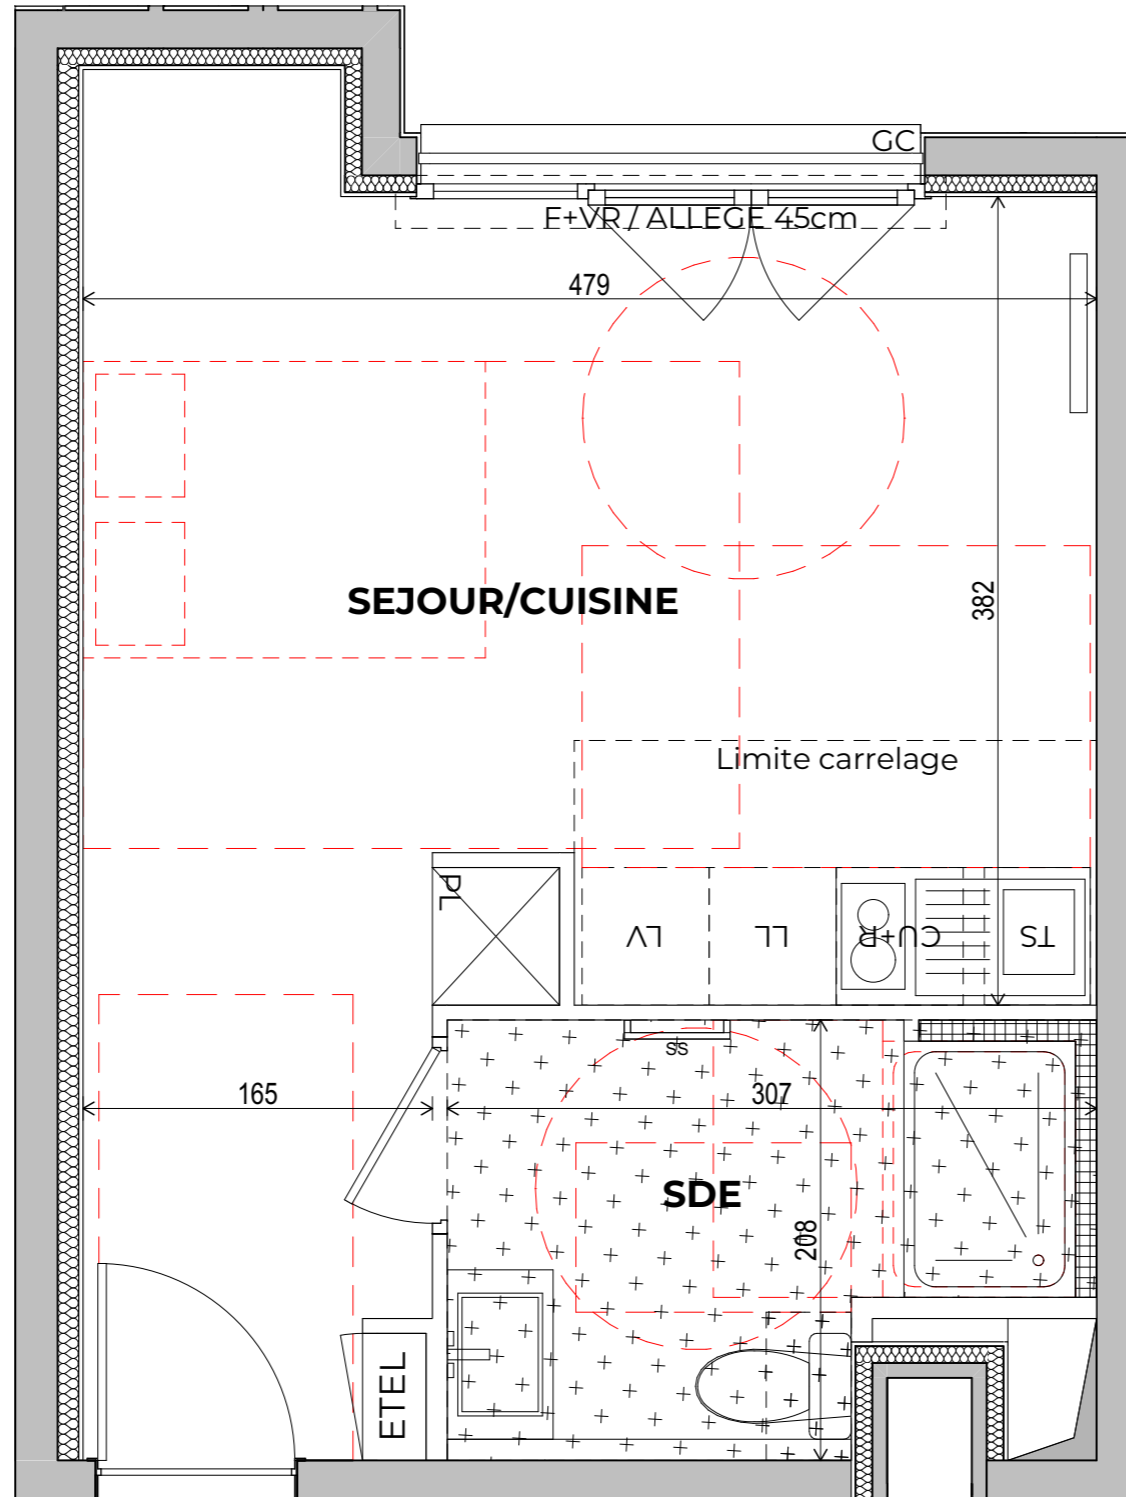 GC
F+VR / ALLEGE 45cm
479
SEJOUR/CUISINE
382
Limite carrelage
PL
LV
LL
CU+R
TS
SS
165
307
SDE
208
ETEL